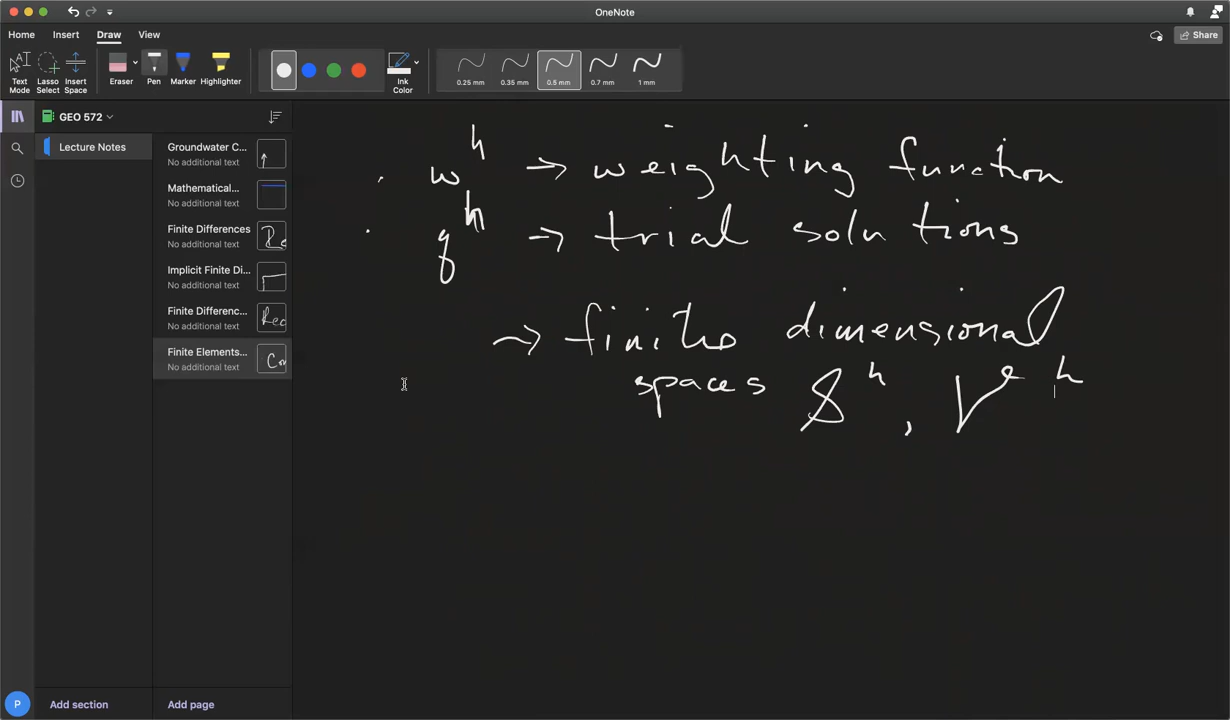 OneNote
Home Insert Draw View
Share
Text Mode
Lasso Select
Insert Space
Eraser
Pen
Marker
Highlighter
Ink Color
0.25 mm
0.35 mm
0.5 mm
0.7 mm
1 mm
GEO 572
Lecture Notes
Groundwater C...
No additional text
Mathematical...
No additional text
Finite Differences
No additional text
Implicit Finite Di...
No additional text
Finite Differenc...
No additional text
Finite Elements...
No additional text
· w^h → weighting function
· q^h → trial solutions
→ finite dimensional
spaces S^h, V^h
P
Add section
Add page